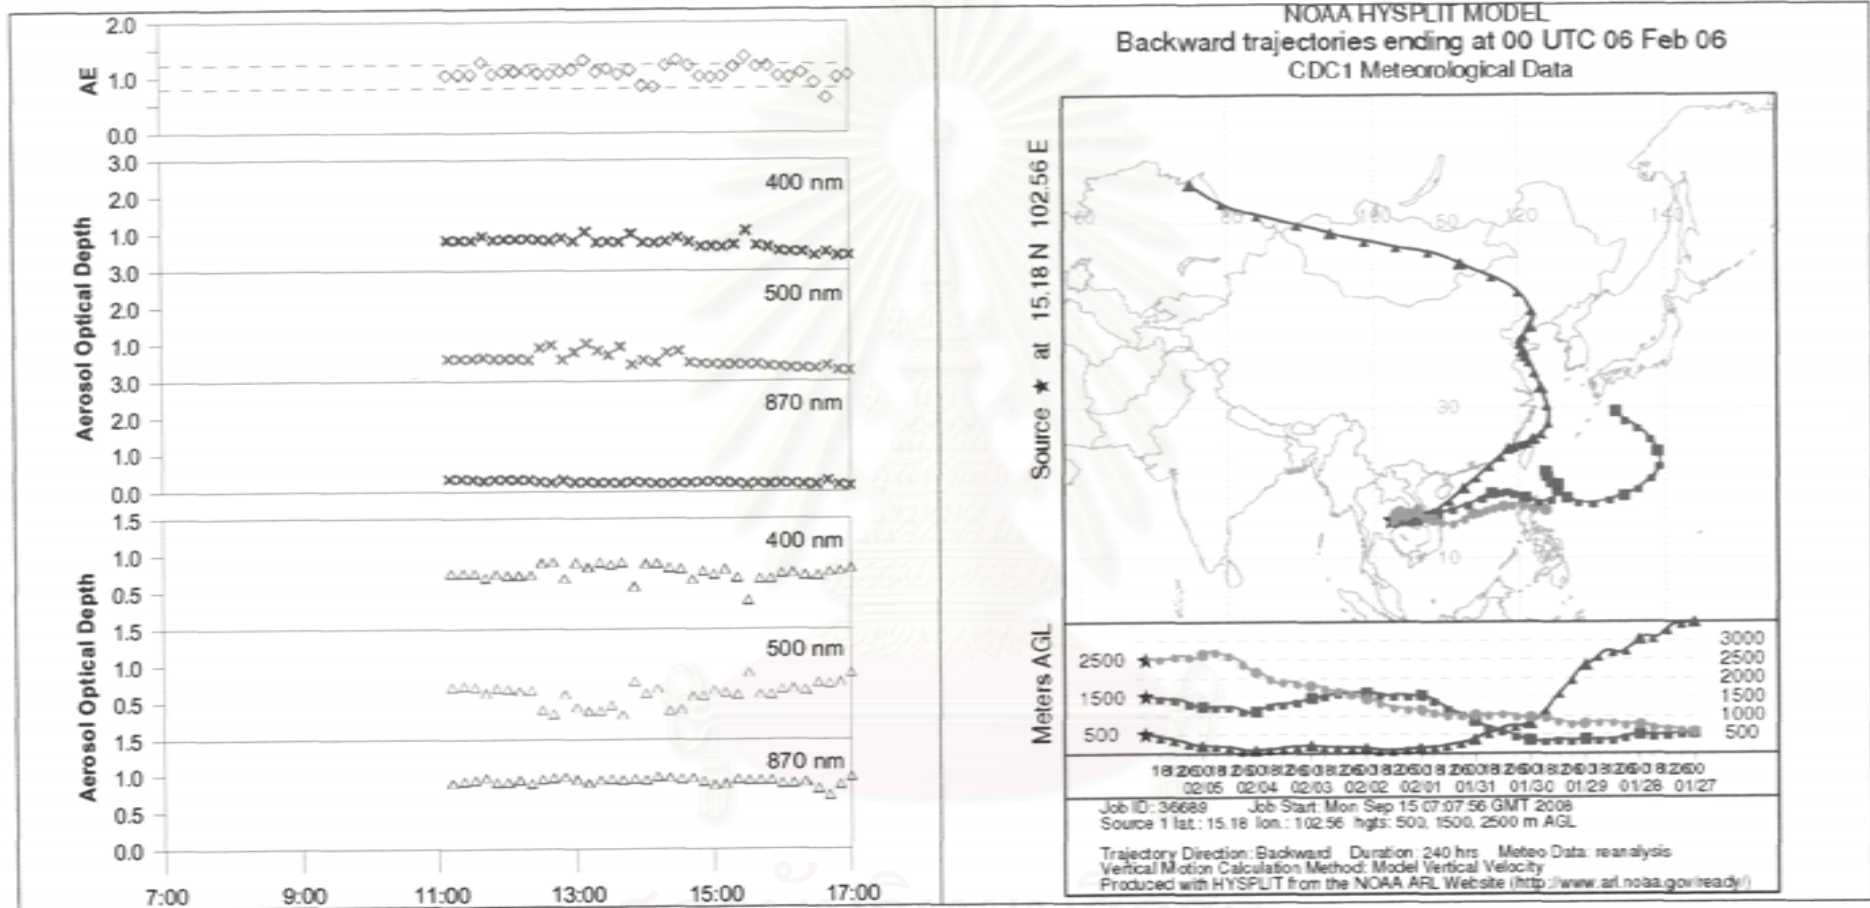 2.0
AE
1.0
0.0
3.0
400 nm
2.0
Aerosol Optical Depth
1.0
3.0
500 nm
2.0
1.0
3.0
870 nm
2.0
1.0
0.0
1.5
400 nm
1.0
Aerosol Optical Depth
0.5
1.5
500 nm
1.0
0.5
1.5
870 nm
1.0
0.5
0.0
7:00 9:00 11:00 13:00 15:00 17:00
NOAA HYSPLIT MODEL
Backward trajectories ending at 00 UTC 06 Feb 06
CDC1 Meteorological Data
Source ★ at 15.18 N 102.56 E
50 120 140
30
10
Meters AGL
2500
1500
500
3000
2500
2000
1500
1000
500
02/05 02/04 02/03 02/02 02/01 01/31 01/30 01/29 01/28 01/27
Job ID: 36689 Job Start: Mon Sep 15 07:07:56 GMT 2008
Source 1 lat.: 15.18 lon.: 102.56 hgts: 500, 1500, 2500 m AGL
Trajectory Direction: Backward Duration: 240 hrs Meteo Data: reanalysis
Vertical Motion Calculation Method: Model Vertical Velocity
Produced with HYSPLIT from the NOAA ARL Website (http://www.arl.noaa.gov/ready/)